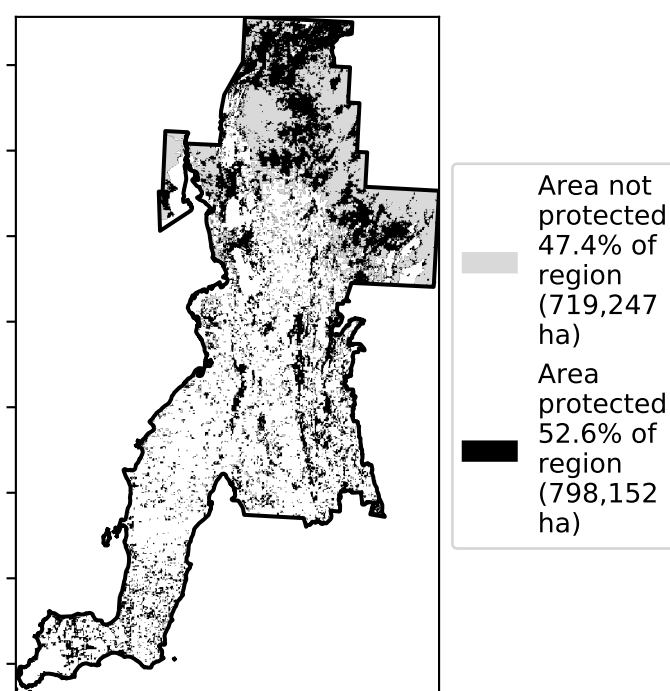 Area not
protected
47.4% of
region
(719,247
ha)
Area
protected
52.6% of
region
(798,152
ha)